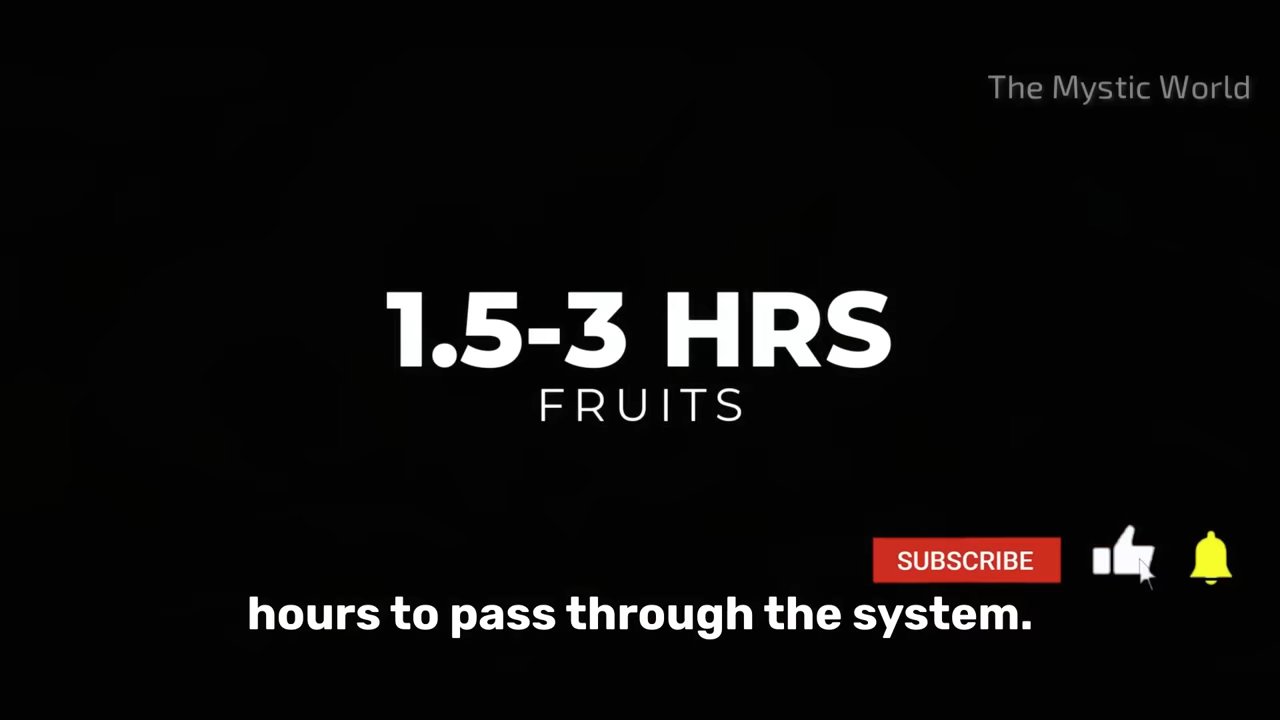 The Mystic World
1.5-3 HRS
FRUITS
SUBSCRIBE
hours to pass through the system.